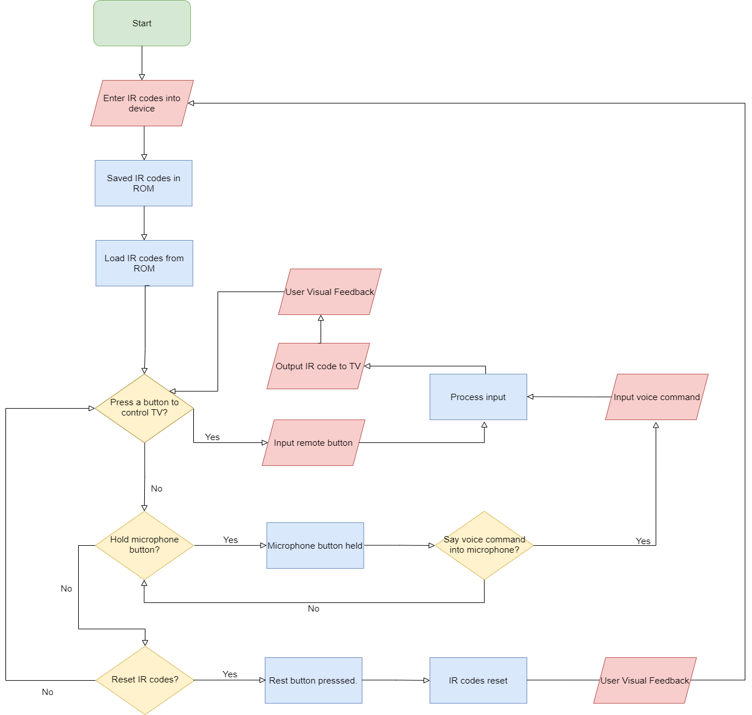 Start
Enter IR codes into
device
Saved IR codes in
ROM
Load IR codes from
ROM
User Visual Feedback
Output IR code to TV
Process input
Input voice command
Press a button to
control TV?
Yes
Input remote button
No
Hold microphone
button?
Yes
Microphone button held
Say voice command
into microphone?
Yes
No
No
Reset IR codes?
Yes
Rest button presssed.
IR codes reset
User Visual Feedback
No